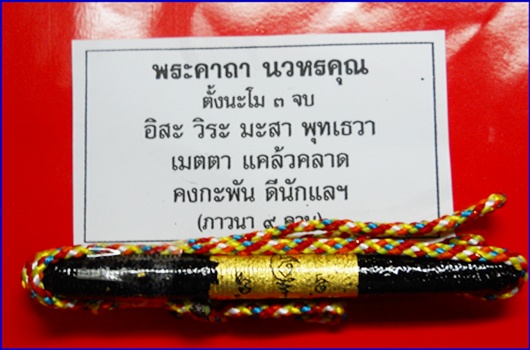 พระคาถา นวหรคุณ
ตั้งนะโม ๓ จบ
อิสะ วิระ มะสา พุทเธวา
เมตตา แคล้วคลาด
คงกะพัน ดีนักแลฯ
(ภาวนา ๙ คาบ)